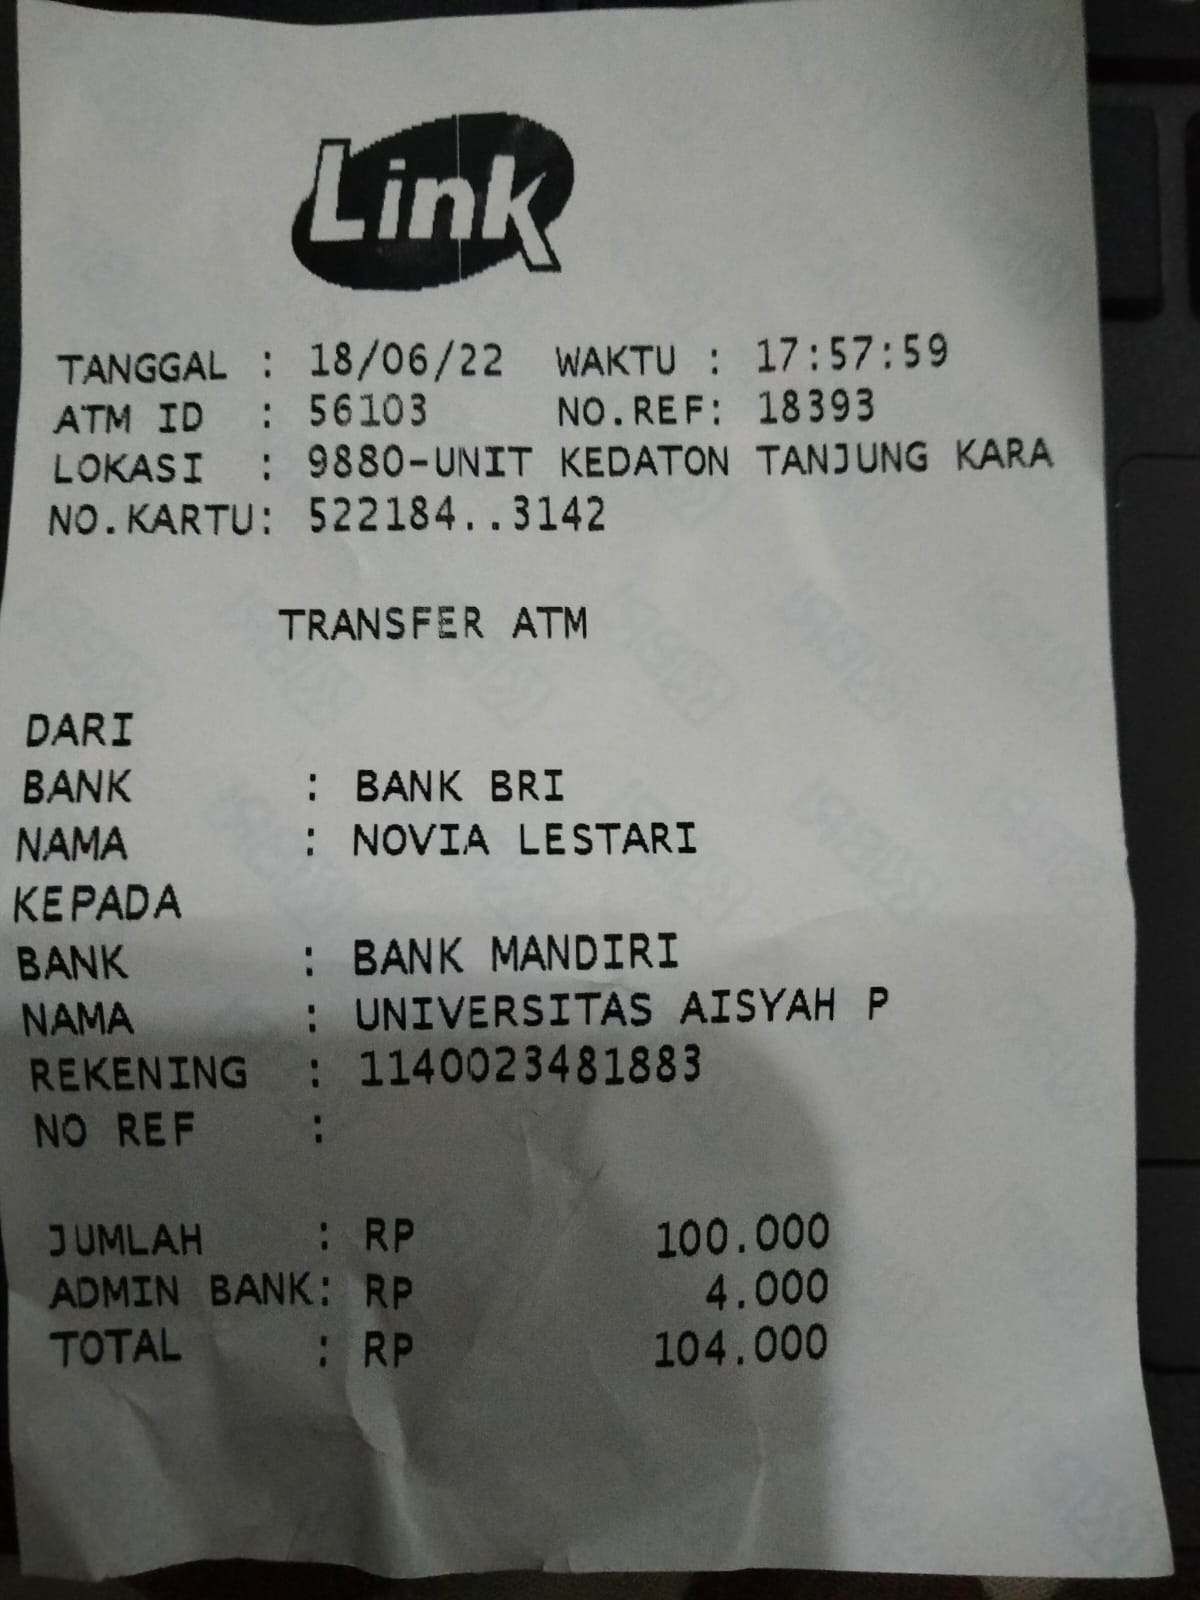 Link
TANGGAL : 18/06/22 WAKTU : 17:57:59
ATM ID : 56103 NO.REF: 18393
LOKASI : 9880-UNIT KEDATON TANJUNG KARA
NO.KARTU: 522184..3142
TRANSFER ATM
DARI
BANK : BANK BRI
NAMA : NOVIA LESTARI
KEPADA
BANK : BANK MANDIRI
NAMA : UNIVERSITAS AISYAH P
REKENING : 1140023481883
NO REF :
JUMLAH : RP 100.000
ADMIN BANK: RP 4.000
TOTAL : RP 104.000